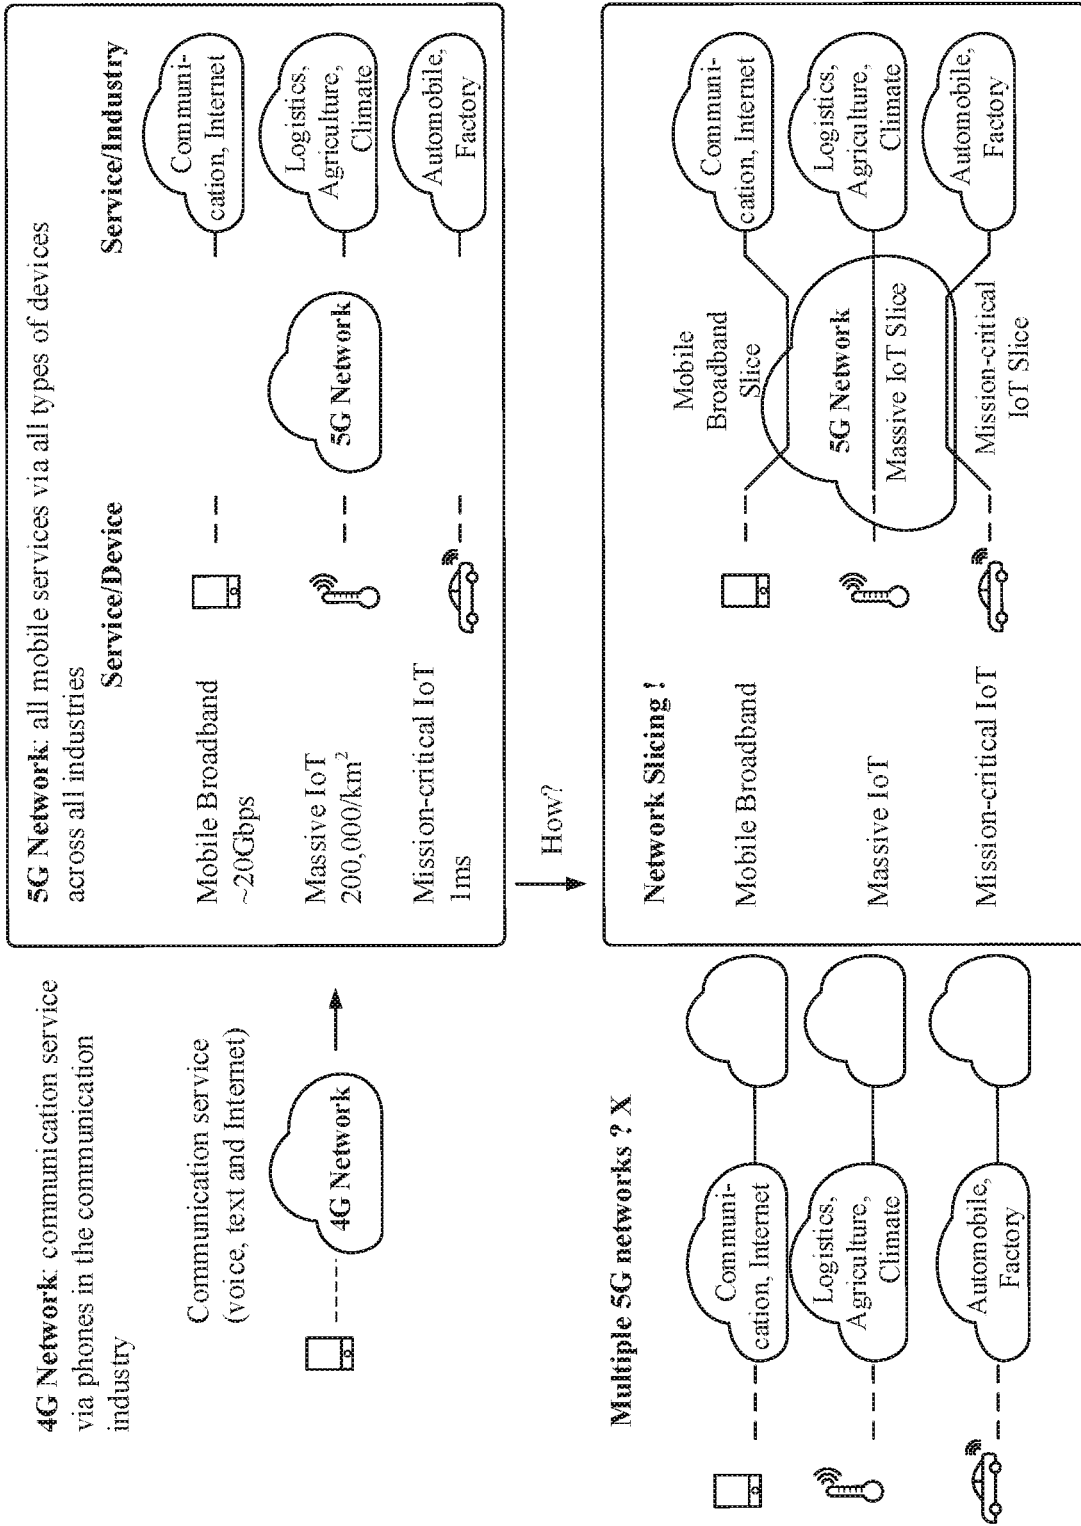 4G Network: communication service
via phones in the communication
industry
Communication service
(voice, text and Internet)
4G Network
5G Network: all mobile services via all types of devices
across all industries
Service/Device
Service/Industry
Mobile Broadband
~20Gbps
Communi-
cation, Internet
Massive IoT
200,000/km²
5G Network
Logistics,
Agriculture,
Climate
Mission-critical IoT
1ms
Automobile,
Factory
How?
Multiple 5G networks ? X
Communi-
cation, Internet
Logistics,
Agriculture,
Climate
Automobile,
Factory
Network Slicing !
Mobile Broadband
Mobile
Broadband
Slice
Communi-
cation, Internet
Massive IoT
5G Network
Massive IoT Slice
Logistics,
Agriculture,
Climate
Mission-critical IoT
Mission-critical
IoT Slice
Automobile,
Factory